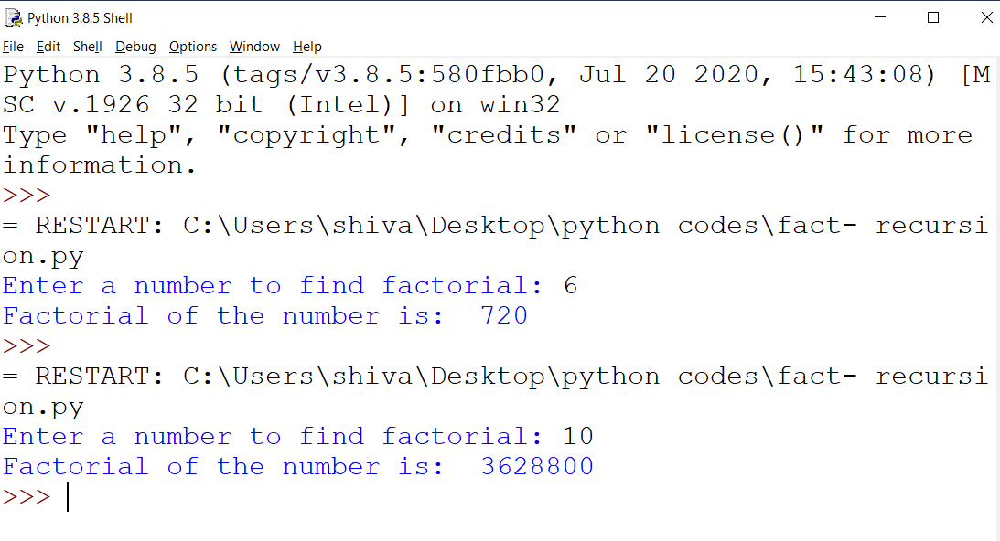 Python 3.8.5 Shell
File Edit Shell Debug Options Window Help
Python 3.8.5 (tags/v3.8.5:580fbb0, Jul 20 2020, 15:43:08) [M
SC v.1926 32 bit (Intel)] on win32
Type "help", "copyright", "credits" or "license()" for more
information.
>>>
= RESTART: C:\Users\shiva\Desktop\python codes\fact- recursi
on.py
Enter a number to find factorial: 6
Factorial of the number is:  720
>>>
= RESTART: C:\Users\shiva\Desktop\python codes\fact- recursi
on.py
Enter a number to find factorial: 10
Factorial of the number is:  3628800
>>>